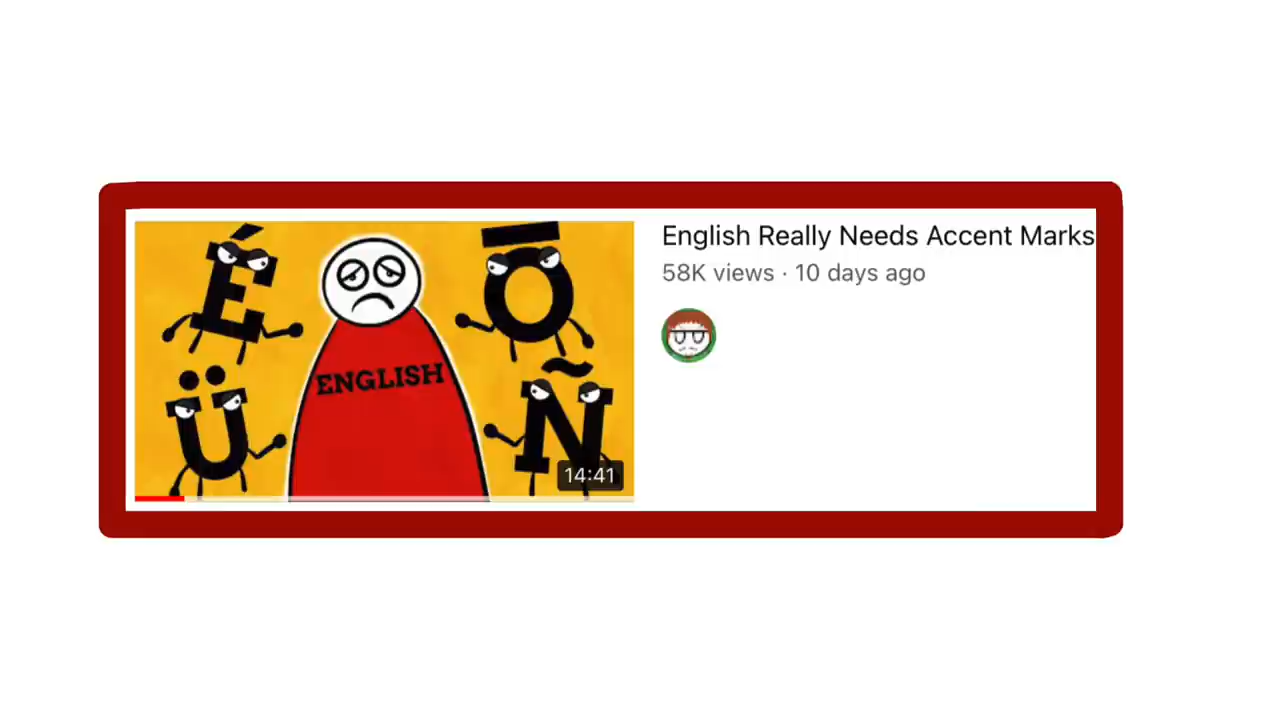 É
Ō
ENGLISH
Ü
Ñ
14:41
English Really Needs Accent Marks
58K views · 10 days ago